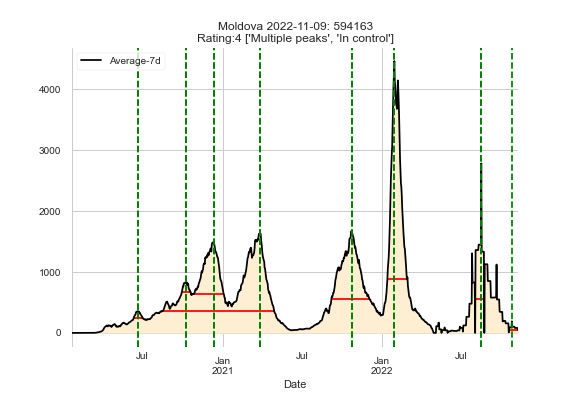 Moldova 2022-11-09: 594163
Rating:4 ['Multiple peaks', 'In control']
Average-7d
4000
3000
2000
1000
0
Jul
Jan
2021
Jul
Jan
2022
Jul
Date